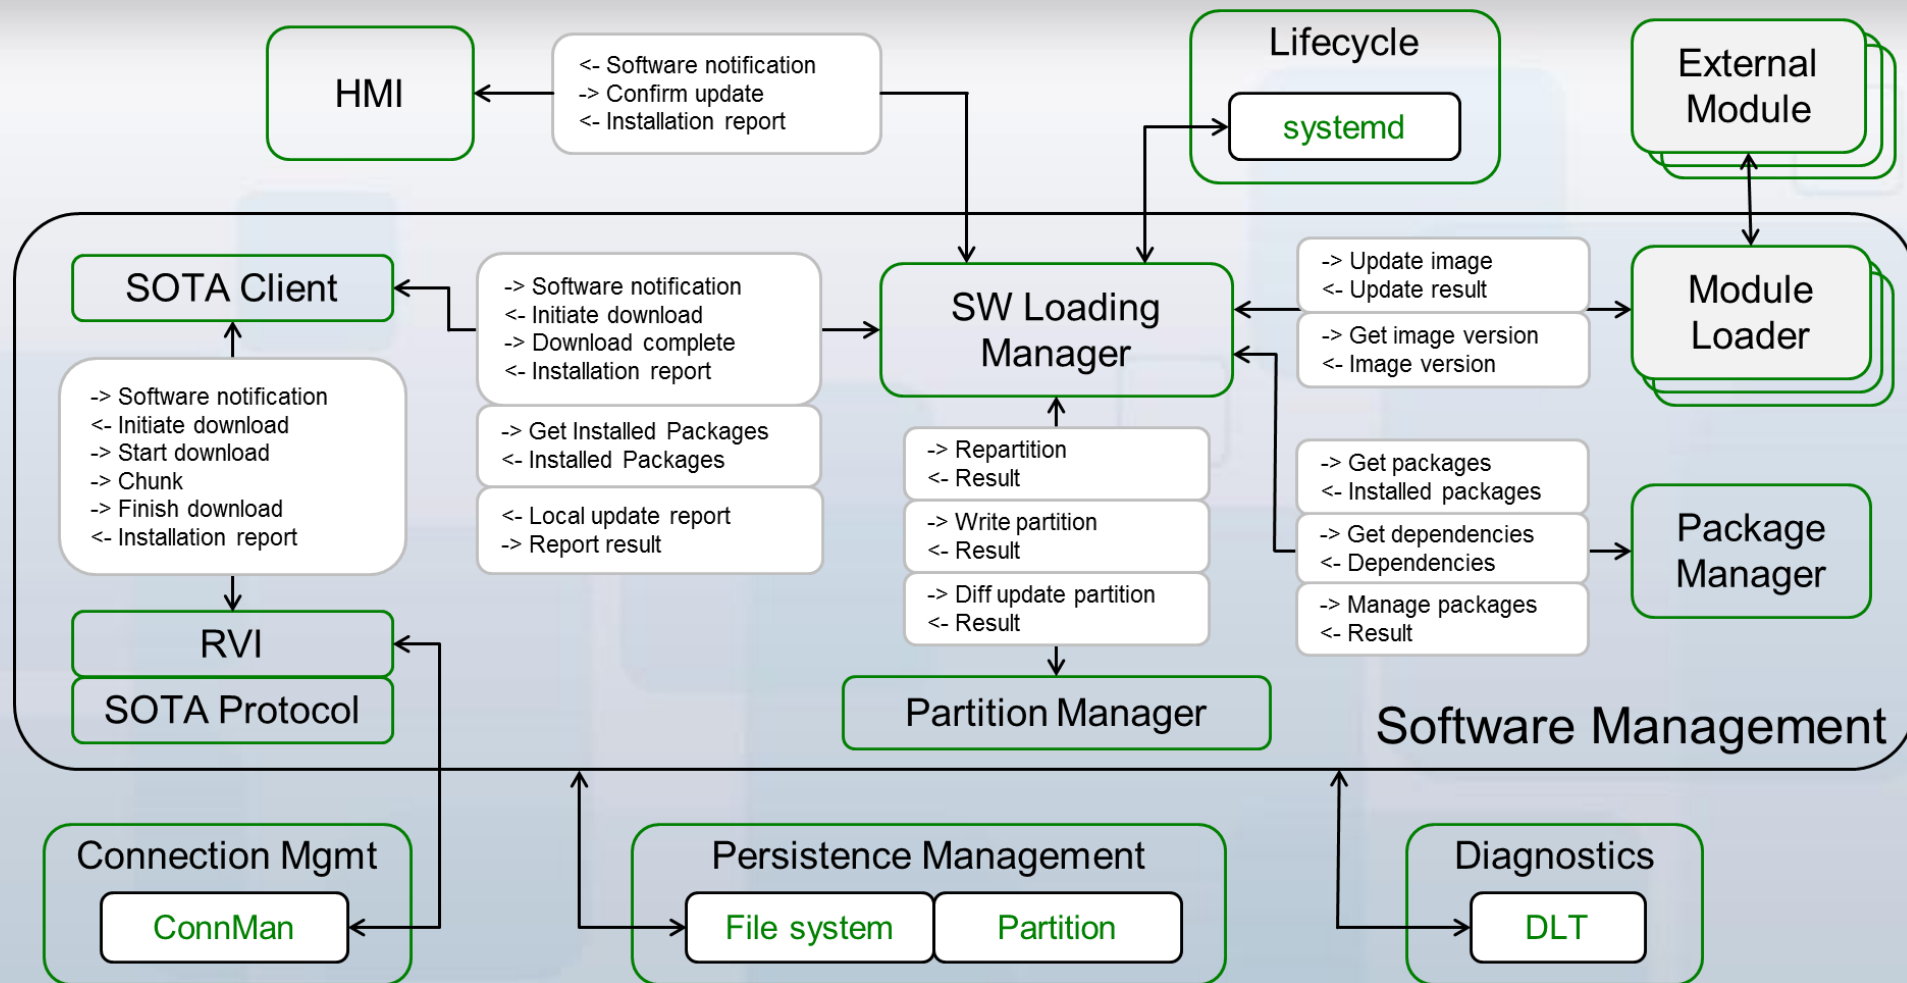 HMI
<- Software notification
-> Confirm update
<- Installation report
Lifecycle
systemd
External
Module
SOTA Client
-> Software notification
<- Initiate download
-> Start download
-> Chunk
-> Finish download
<- Installation report
RVI
SOTA Protocol
-> Software notification
<- Initiate download
-> Download complete
<- Installation report
-> Get Installed Packages
<- Installed Packages
<- Local update report
-> Report result
SW Loading
Manager
-> Repartition
<- Result
-> Write partition
<- Result
-> Diff update partition
<- Result
Partition Manager
-> Update image
<- Update result
-> Get image version
<- Image version
Module
Loader
-> Get packages
<- Installed packages
-> Get dependencies
<- Dependencies
-> Manage packages
<- Result
Package
Manager
Software Management
Connection Mgmt
ConnMan
Persistence Management
File system
Partition
Diagnostics
DLT